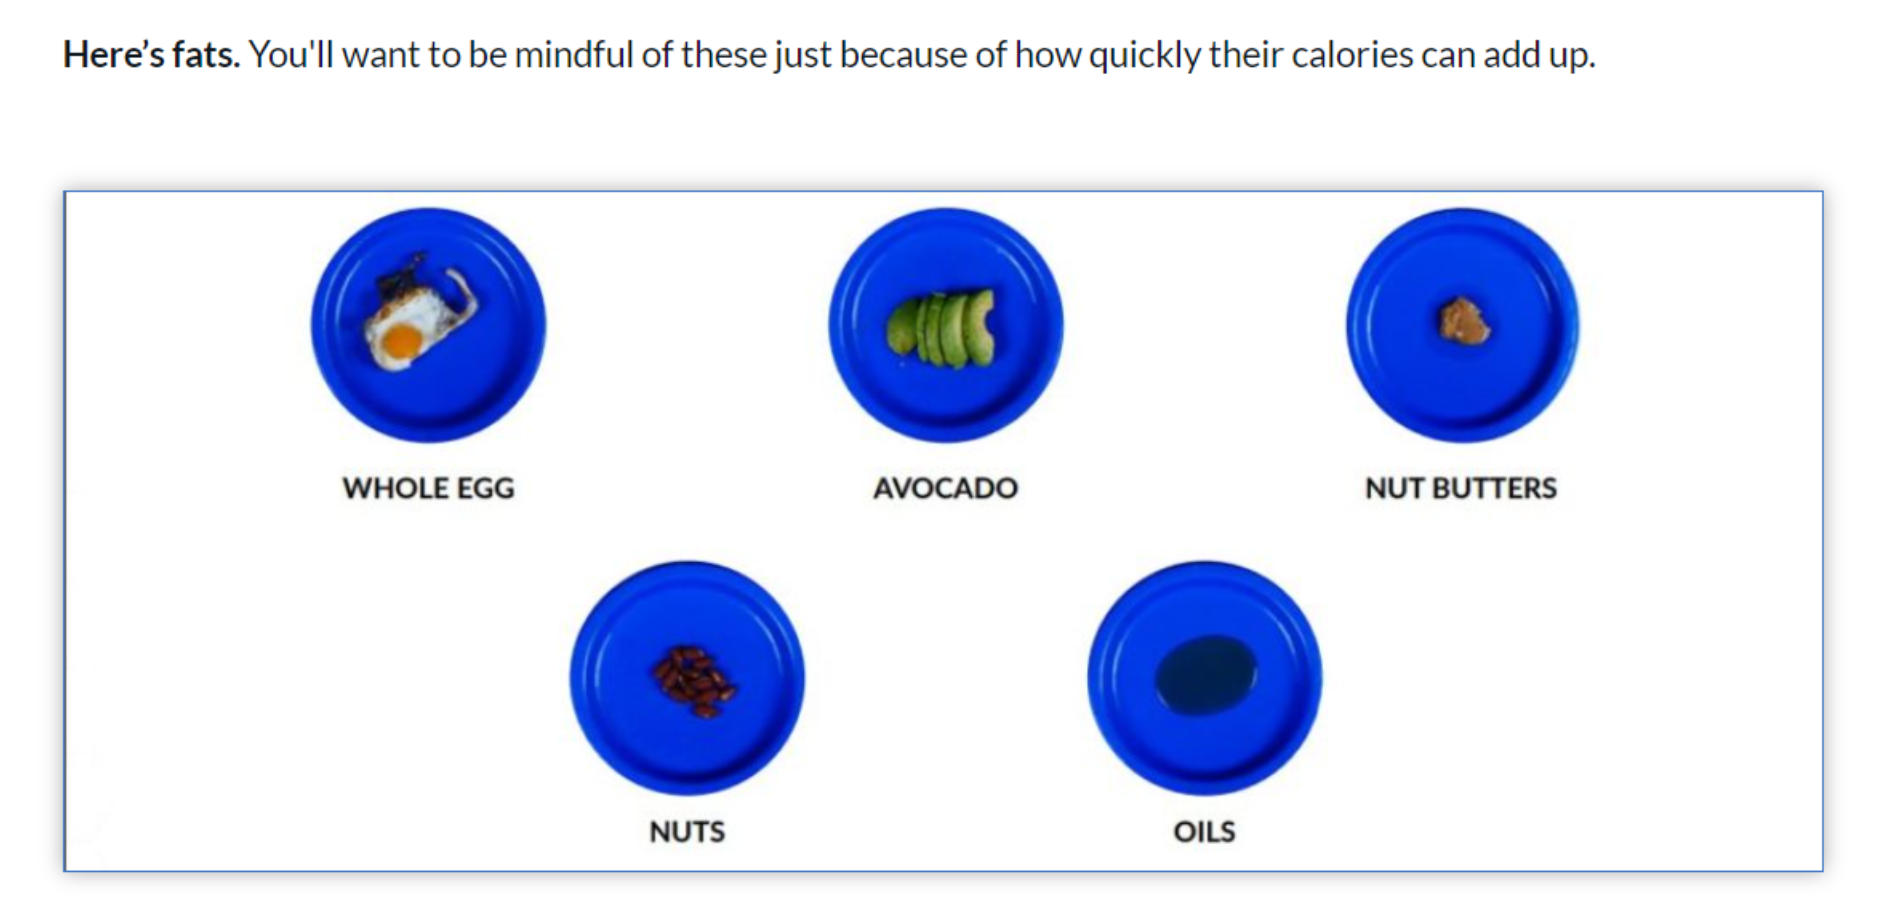 Here’s fats. You'll want to be mindful of these just because of how quickly their calories can add up.
WHOLE EGG
AVOCADO
NUT BUTTERS
NUTS
OILS